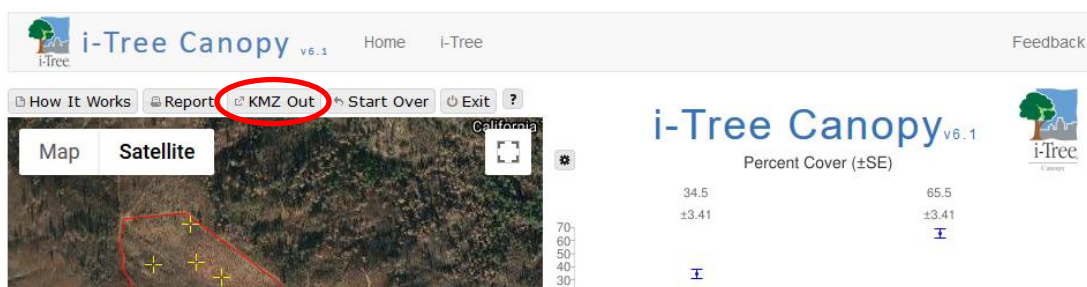 i-Tree
i-Tree Canopy v6.1
Home
i-Tree
Feedback
How It Works
Report
KMZ Out
Start Over
Exit
?
California
Map
Satellite
i-Tree Canopy v6.1
i-Tree
Canopy
Percent Cover (±SE)
34.5
65.5
±3.41
±3.41
70
60
50
40
30